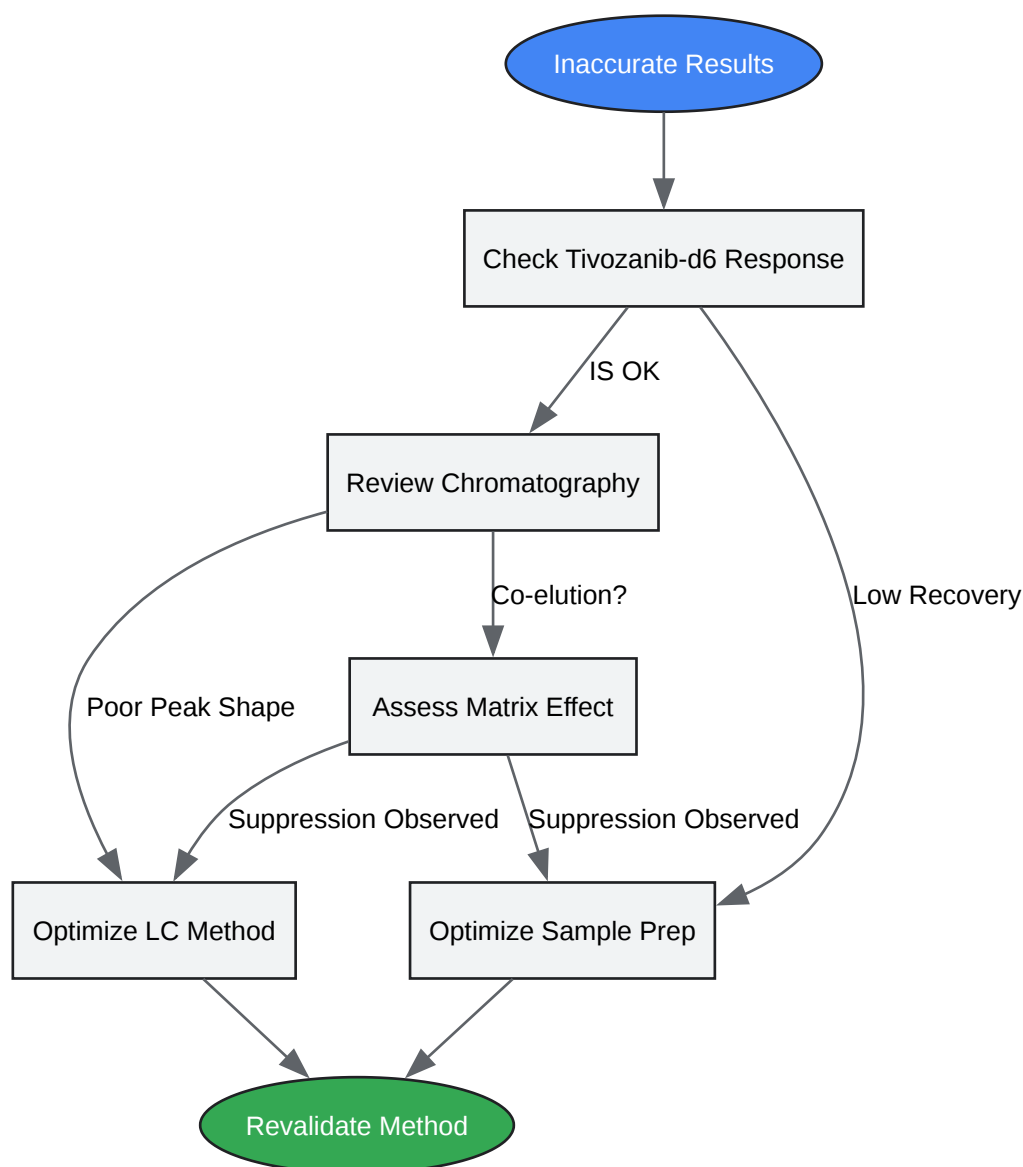 Inaccurate Results
Check Tivozanib-d6 Response
IS OK
Review Chromatography
Co-elution?
Low Recovery
Poor Peak Shape
Assess Matrix Effect
Suppression Observed
Suppression Observed
Optimize LC Method
Optimize Sample Prep
Revalidate Method